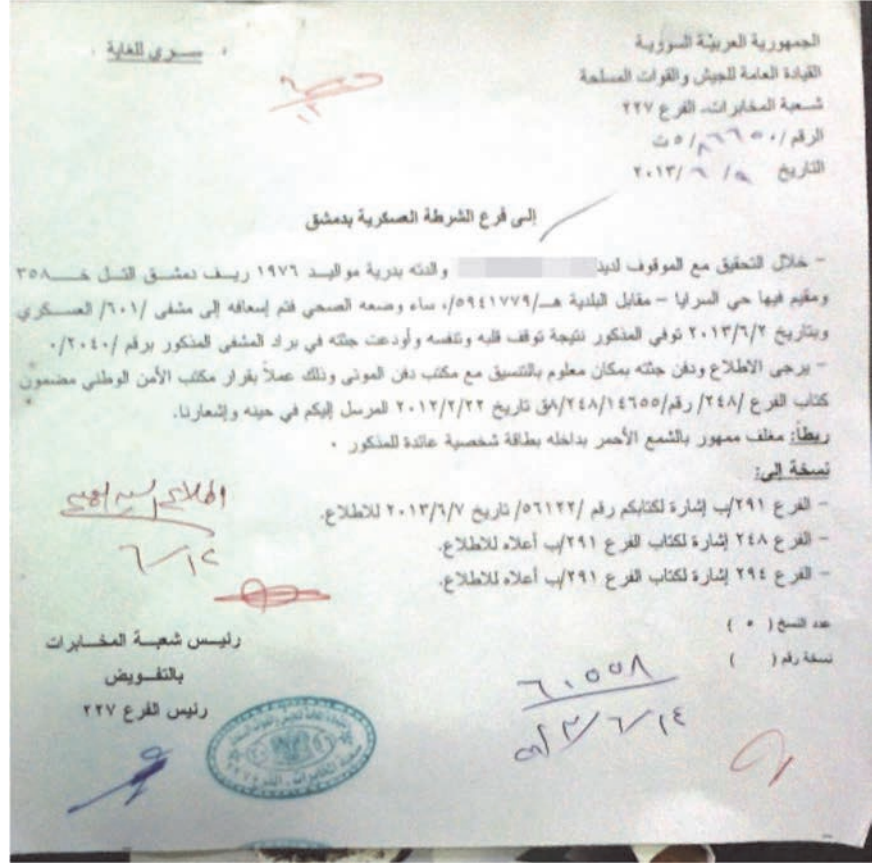 الجمهورية العربية السورية
سري للغاية
القيادة العامة للجيش والقوات المسلحة
شعبة المخابرات- الفرع ٢٢٧
الرقم /
التاريخ / ٦ /٢٠١٣
إلى فرع الشرطة العسكرية بدمشق
- خلال التحقيق مع الموقوف لدينا والدته بدرية مواليد ١٩٧٦ ريف دمشق التل خـ ٣٥٨
ومقيم فيها حي السرايا – مقابل البلدية هـ/٥٩٤١٧٧٩/، ساء وضعه الصحي فتم إسعافه إلى مشفى /٦٠١/ العسكري
وبتاريخ ٢٠١٣/٦/٢ توفي المذكور نتيجة توقف قلبه وتنفسه وأودعت جثته في براد المشفى المذكور برقم /٠/٢٠٤٠
- يرجى الاطلاع ودفن جثته بمكان معلوم بالتنسيق مع مكتب دفن الموتى وذلك عملاً بقرار مكتب الأمن الوطني مضمون
كتاب الفرع /٢٤٨/ رقم/٨/٢٤٨/١٤٦٥٥ق تاريخ ٢٠١٢/٢/٢٢ المرسل إليكم في حينه وإشعارنا.
ربطاً: مغلف ممهور بالشمع الأحمر بداخله بطاقة شخصية عائدة للمذكور .
نسخة إلى:
- الفرع ٢٩١/ب إشارة لكتابكم رقم /٥٦١٢٢/ تاريخ ٢٠١٣/٦/٧ للاطلاع.
- الفرع ٢٤٨ إشارة لكتاب الفرع ٢٩١/ب أعلاه للاطلاع.
- الفرع ٢٩٤ إشارة لكتاب الفرع ٢٩١/ب أعلاه للاطلاع.
٦/١٢
عدد النسخ ( ٥ )
نسخة رقم ( )
رئيس شعبة المخابرات
بالتفويض
رئيس الفرع ٢٢٧
٦٠٥٥٨